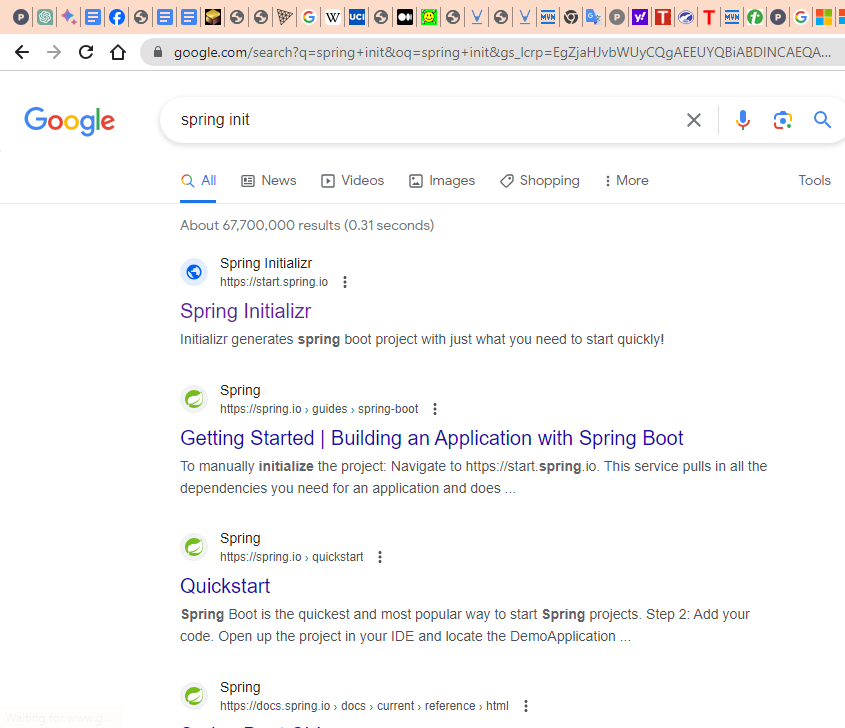 google.com/search?q=spring+init&oq=spring+init&gs_lcrp=EgZjaHJvbWUyCQgAEEUYQBiABDINCAEQA...
Google
spring init
All News Videos Images Shopping More Tools
About 67,700,000 results (0.31 seconds)
Spring Initializr
https://start.spring.io
Spring Initializr
Initializr generates spring boot project with just what you need to start quickly!
Spring
https://spring.io › guides › spring-boot
Getting Started | Building an Application with Spring Boot
To manually initialize the project: Navigate to https://start.spring.io. This service pulls in all the
dependencies you need for an application and does ...
Spring
https://spring.io › quickstart
Quickstart
Spring Boot is the quickest and most popular way to start Spring projects. Step 2: Add your
code. Open up the project in your IDE and locate the DemoApplication ...
Spring
https://docs.spring.io › docs › current › reference › html